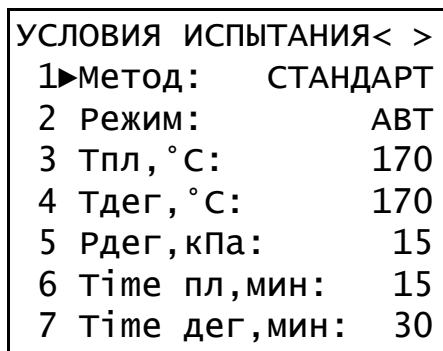 УСЛОВИЯ ИСПЫТАНИЯ< >
1►Метод: СТАНДАРТ
2 Режим: АВТ
3 Тпл,°С: 170
4 Тдег,°С: 170
5 Рдег,кПа: 15
6 Time пл,мин: 15
7 Time дег,мин: 30